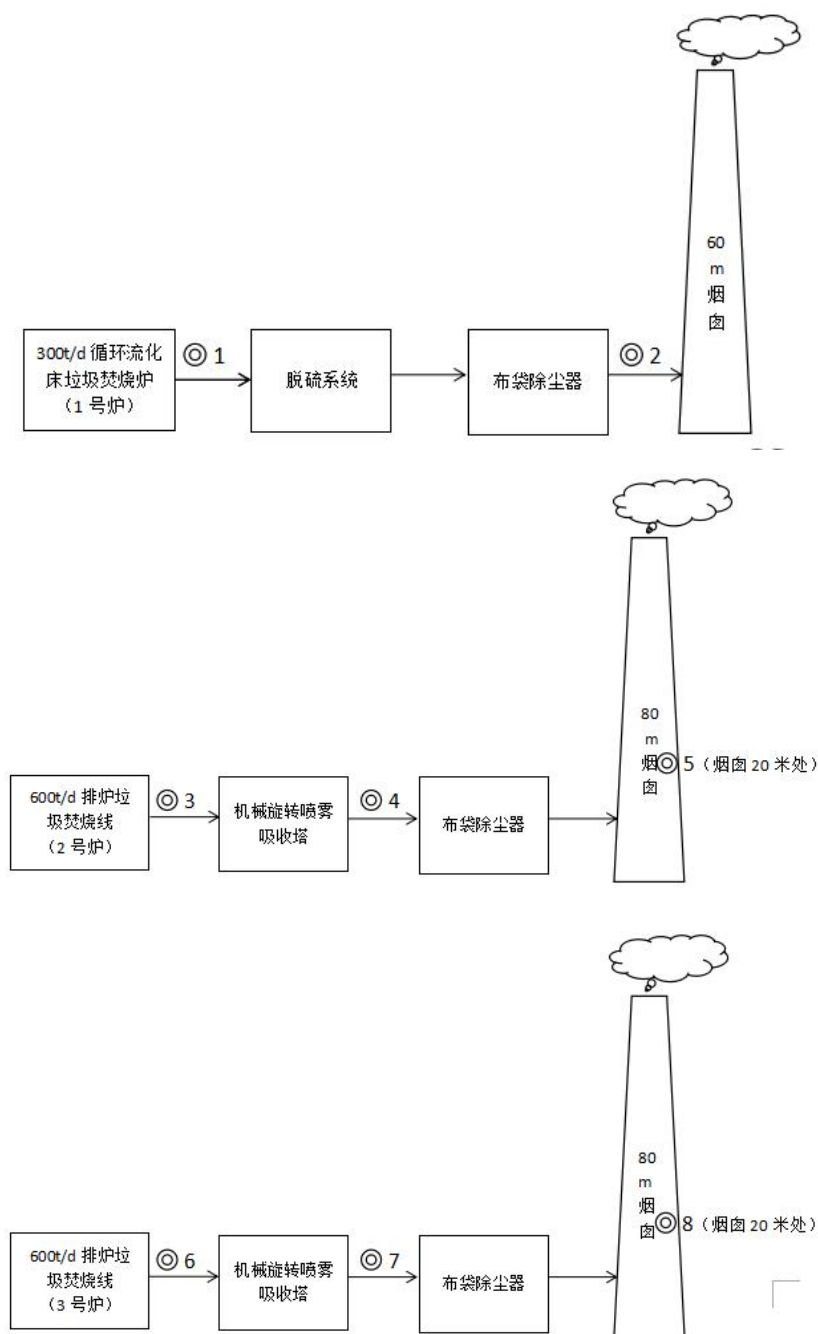 60
m
烟
囱
300t/d 循环流化
床垃圾焚烧炉
（1 号炉）
◎ 1
脱硫系统
布袋除尘器
◎ 2
80
m
烟
囱
◎ 5（烟囱 20 米处）
600t/d 排炉垃
圾焚烧线
（2 号炉）
◎ 3
机械旋转喷雾
吸收塔
◎ 4
布袋除尘器
80
m
烟
囱
◎ 8（烟囱 20 米处）
600t/d 排炉垃
圾焚烧线
（3 号炉）
◎ 6
机械旋转喷雾
吸收塔
◎ 7
布袋除尘器